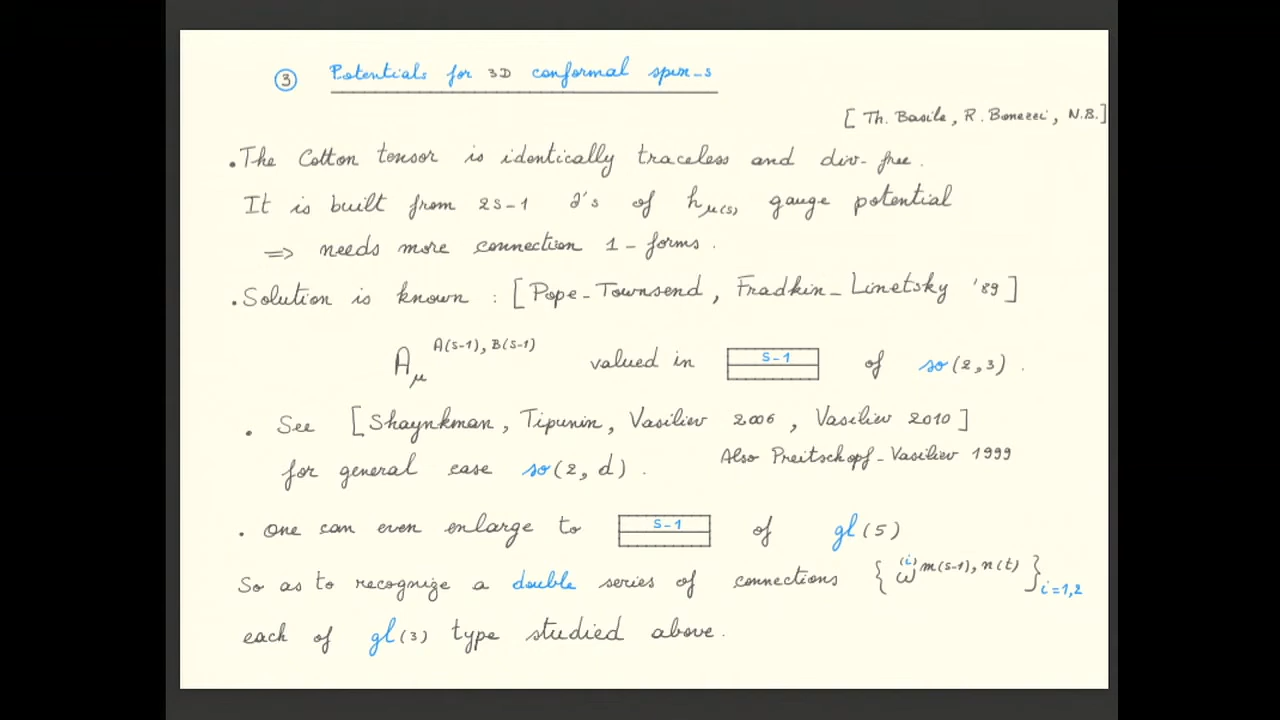 ③ Potentials for 3D conformal spin-s
[ Th. Basile, R. Bonezzi, N.B.]
• The Cotton tensor is identically traceless and div-free.
It is built from 2s-1 ∂'s of h_μ(s) gauge potential
⇒ needs more connection 1-forms.
• Solution is known : [Pope-Townsend, Fradkin-Linetsky '89]
A_μ^{A(s-1), B(s-1)} valued in s-1 of so(2,3).
• See [Shaynkman, Tipunin, Vasiliev 2006, Vasiliev 2010]
Also Preitschopf-Vasiliev 1999
for general case so(2,d).
• One can even enlarge to s-1 of gl(5)
So as to recognize a double series of connections { ω^{(i) m(s-1), n(t)} }_{i=1,2}
each of gl(3) type studied above.